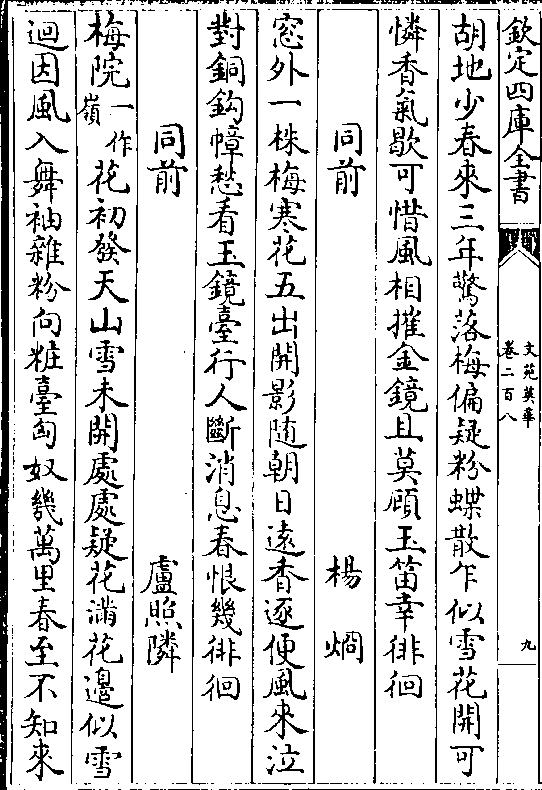 欽定四庫全書
文苑英華
卷二百八
九
胡地少春來三年驚落梅偏疑粉蝶散乍似雪花開可
憐香氣歇可惜風相摧金鏡且莫顧玉笛幸徘徊
同前 楊烱
窓外一株梅寒花五出開影随朝日逺香逐便風來泣
對銅鈎幛愁看玉鏡臺行人斷消息春恨幾徘徊
同前 盧照隣
梅院一作嶺花初發天山雪未開處處疑花滿花邉似雪
迴因風入舞袖雜粉向粧臺匈奴幾萬里春至不知來